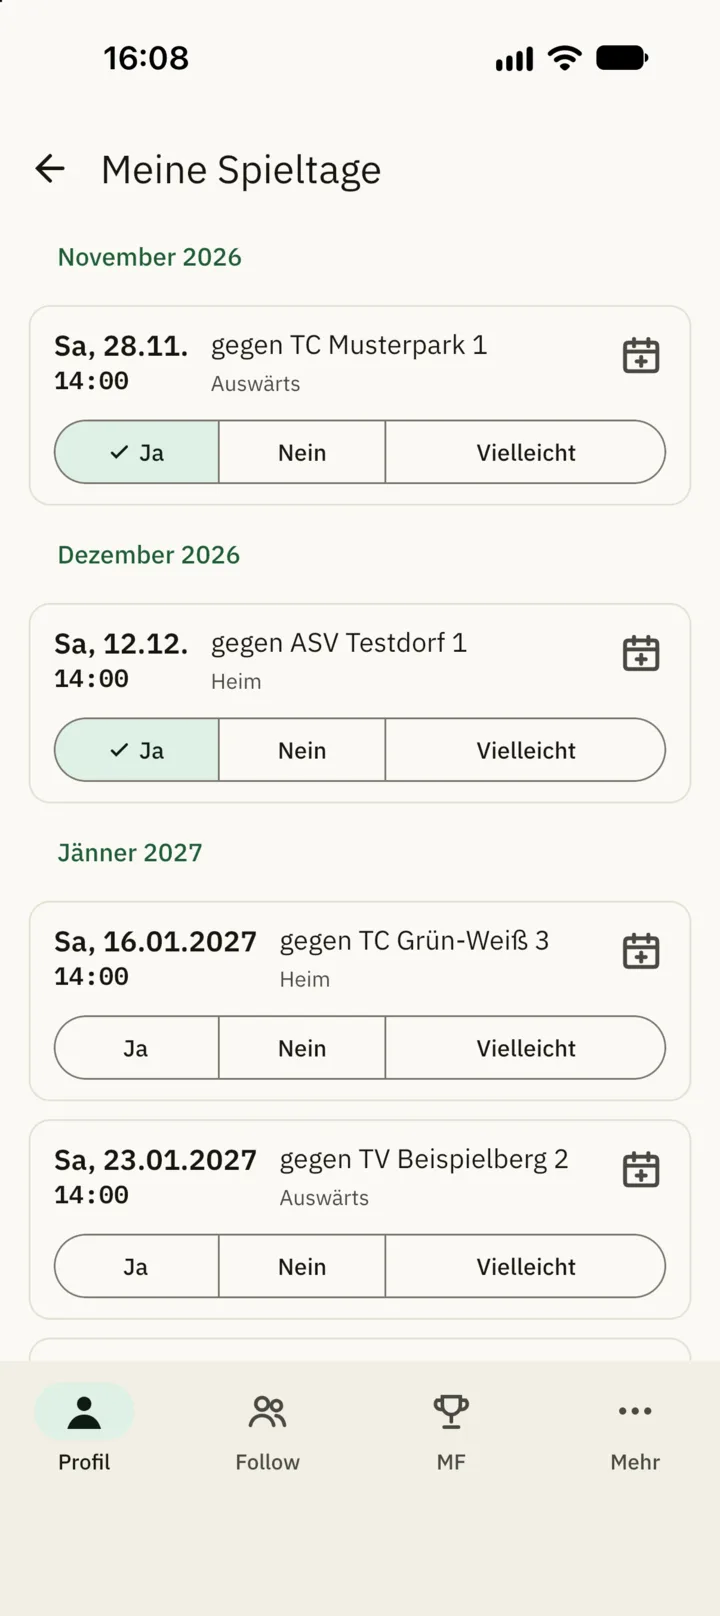 16:08
Meine Spieltage
November 2026
Sa, 28.11. gegen TC Musterpark 1
14:00 Auswärts
Ja Nein Vielleicht
Dezember 2026
Sa, 12.12. gegen ASV Testdorf 1
14:00 Heim
Ja Nein Vielleicht
Jänner 2027
Sa, 16.01.2027 gegen TC Grün-Weiß 3
14:00 Heim
Ja Nein Vielleicht
Sa, 23.01.2027 gegen TV Beispielberg 2
14:00 Auswärts
Ja Nein Vielleicht
Profil Follow MF Mehr